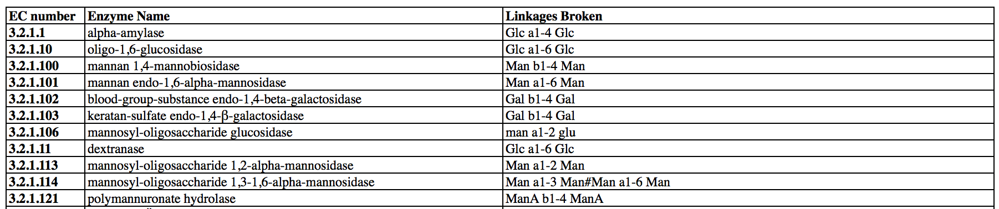 EC number Enzyme Name Linkages Broken
3.2.1.1 alpha-amylase Glc a1-4 Glc
3.2.1.10 oligo-1,6-glucosidase Glc a1-6 Glc
3.2.1.100 mannan 1,4-mannobiosidase Man b1-4 Man
3.2.1.101 mannan endo-1,6-alpha-mannosidase Man a1-6 Man
3.2.1.102 blood-group-substance endo-1,4-beta-galactosidase Gal b1-4 Gal
3.2.1.103 keratan-sulfate endo-1,4-β-galactosidase Gal b1-4 Gal
3.2.1.106 mannosyl-oligosaccharide glucosidase man a1-2 glu
3.2.1.11 dextranase Glc a1-6 Glc
3.2.1.113 mannosyl-oligosaccharide 1,2-alpha-mannosidase Man a1-2 Man
3.2.1.114 mannosyl-oligosaccharide 1,3-1,6-alpha-mannosidase Man a1-3 Man#Man a1-6 Man
3.2.1.121 polymannuronate hydrolase ManA b1-4 ManA